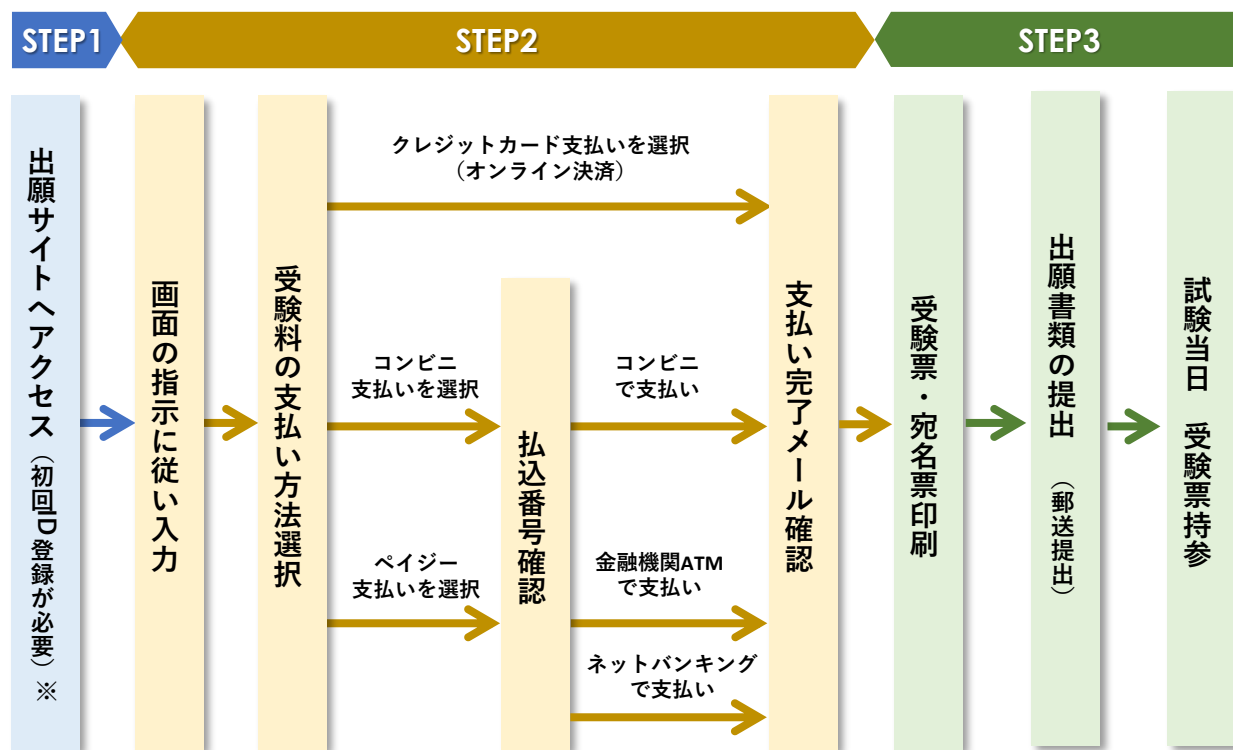 STEP1
STEP2
STEP3
出願サイトへアクセス（初回ID登録が必要）※
画面の指示に従い入力
受験料の支払い方法選択
クレジットカード支払いを選択
（オンライン決済）
コンビニ
支払いを選択
ペイジー
支払いを選択
払込番号確認
コンビニ
で支払い
金融機関ATM
で支払い
ネットバンキング
で支払い
支払い完了メール確認
受験票・宛名票印刷
出願書類の提出（郵送提出）
試験当日　受験票持参